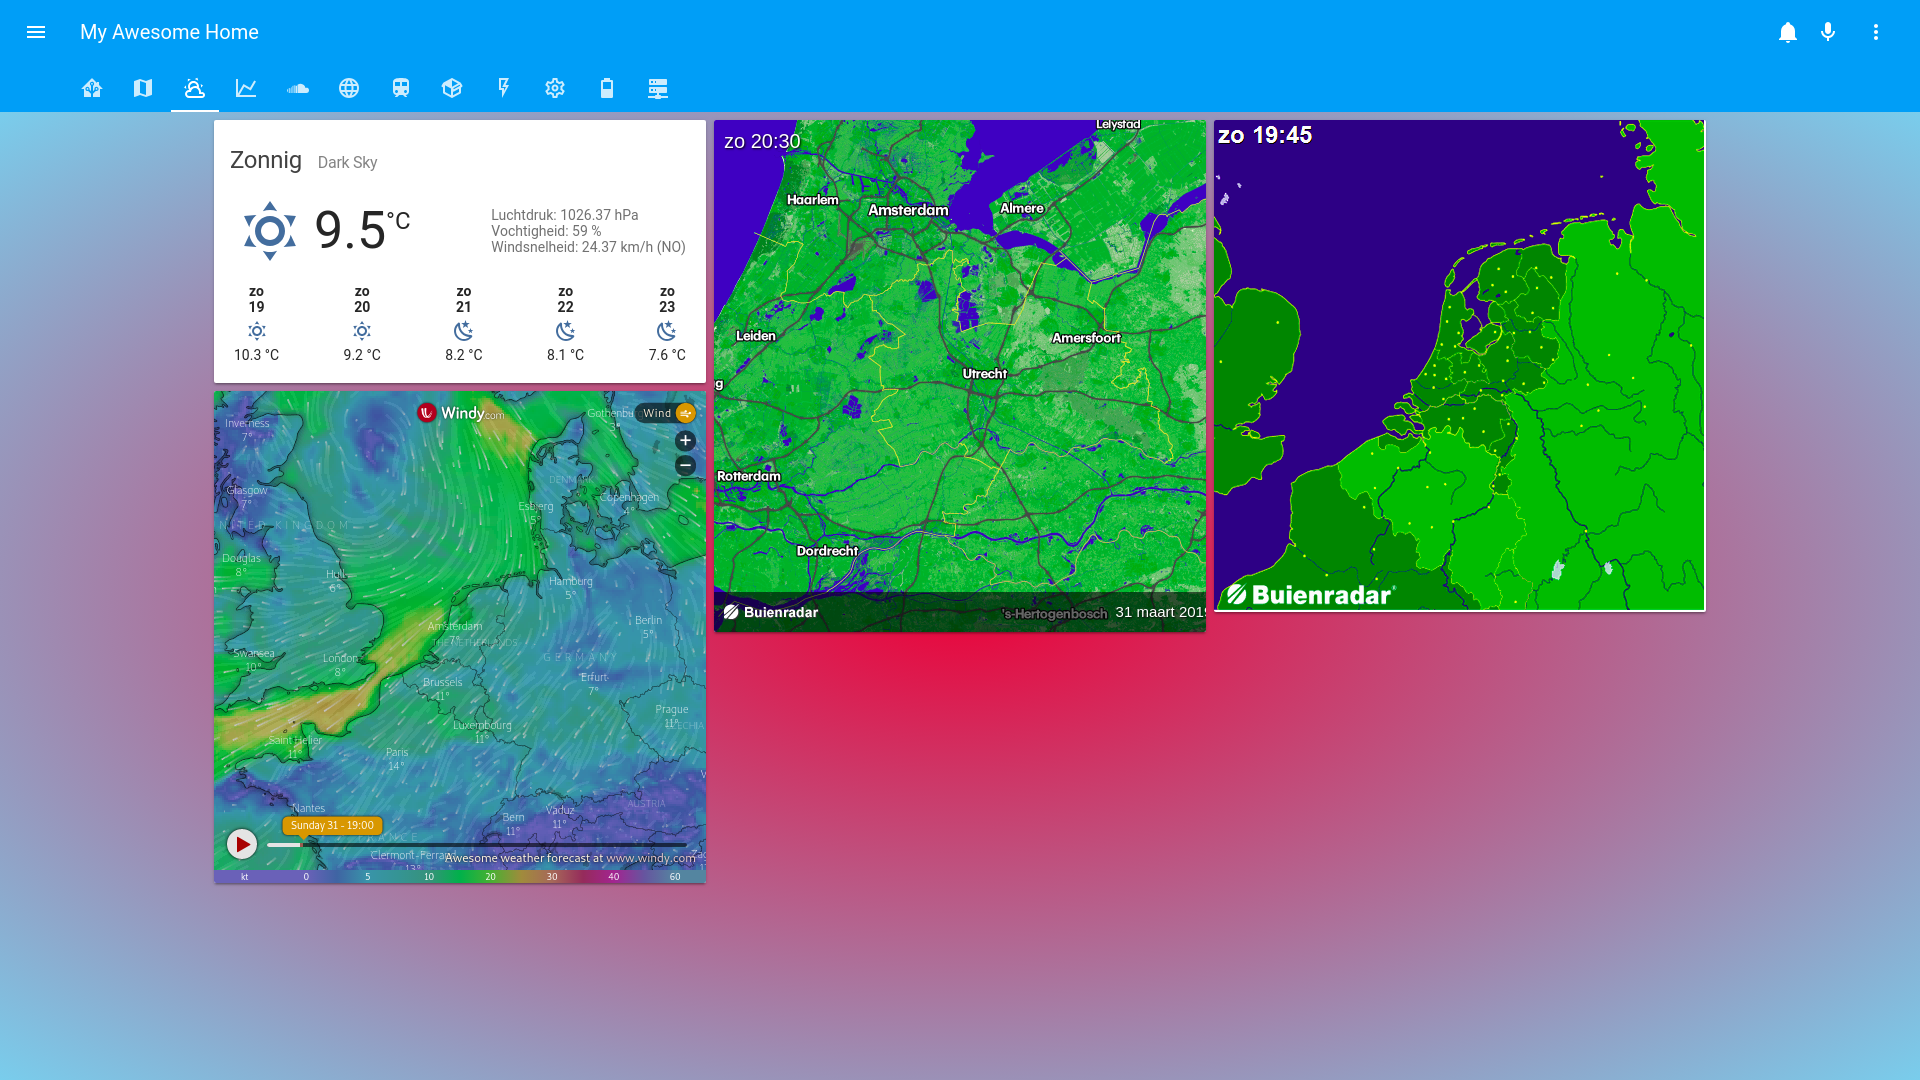 My Awesome Home
Zonnig Dark Sky
9.5 °C
Luchtdruk: 1026.37 hPa
Vochtigheid: 59 %
Windsnelheid: 24.37 km/h (NO)
zo zo zo zo zo
19 20 21 22 23
10.3 °C 9.2 °C 8.2 °C 8.1 °C 7.6 °C
Windy.com
Wind
Gothenbu
3°
Inverness
7°
+
−
DENMARK
Glasgow
7°
Copenhagen
4°
Esbjerg
5°
NITED KINGDOM
Douglas
8°
Hull
6°
Hamburg
5°
Berlin
5°
Amsterdam
7°
THE NETHERLANDS
Swansea
10°
London
8°
GERMANY
Erfurt
7°
Brussels
11°
Prague
11°
CZECHIA
Luxembourg
11°
Saint Helier
11°
Paris
14°
Nantes
AUSTRIA
Vaduz
11°
Bern
11°
Sunday 31 - 19:00
Clermont-Ferrand
13°
Awesome weather forecast at www.windy.com
kt 0 5 10 20 30 40 60
zo 20:30
Lelystad
Haarlem
Amsterdam
Almere
Leiden
Amersfoort
Utrecht
g
Rotterdam
Dordrecht
Buienradar
's-Hertogenbosch
31 maart 2019
zo 19:45
Buienradar